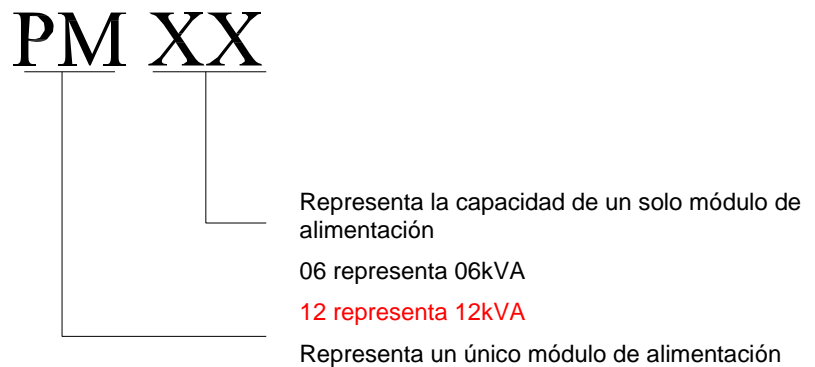 PM XX
Representa la capacidad de un solo módulo de
alimentación
06 representa 06kVA
12 representa 12kVA
Representa un único módulo de alimentación